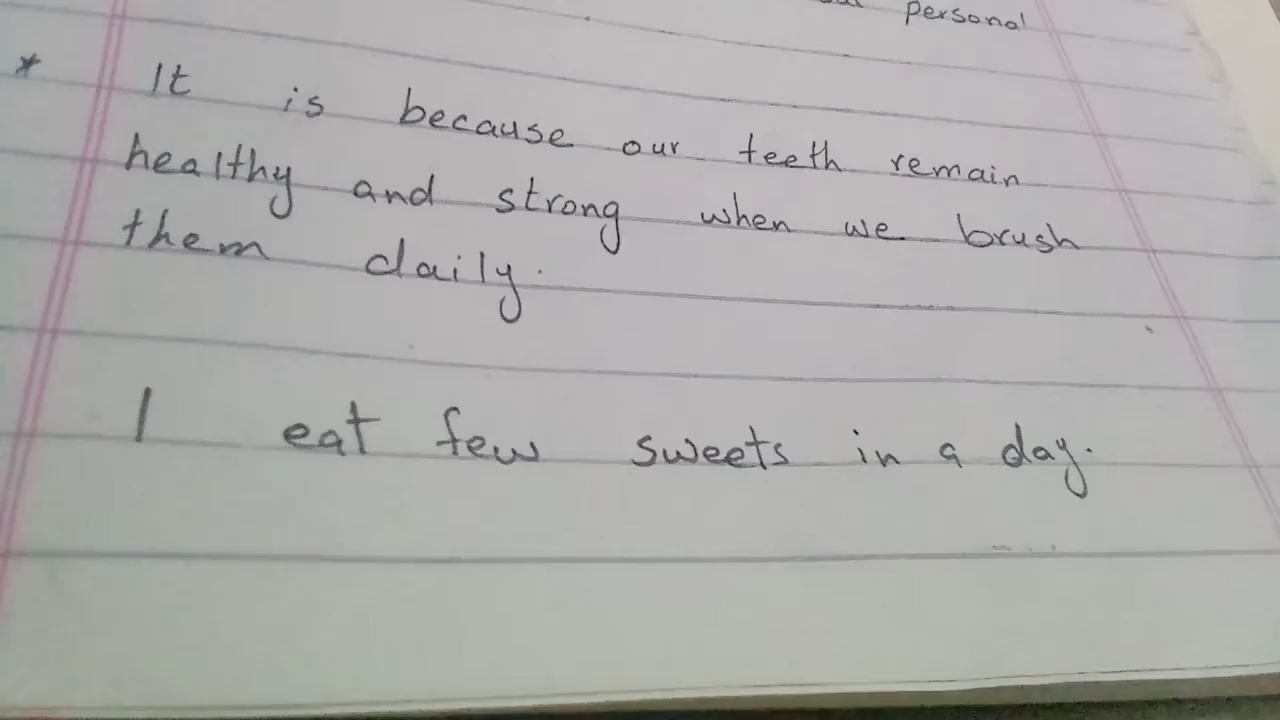 personal
* It is because our teeth remain
healthy and strong when we brush
them daily.
I eat few sweets in a day.